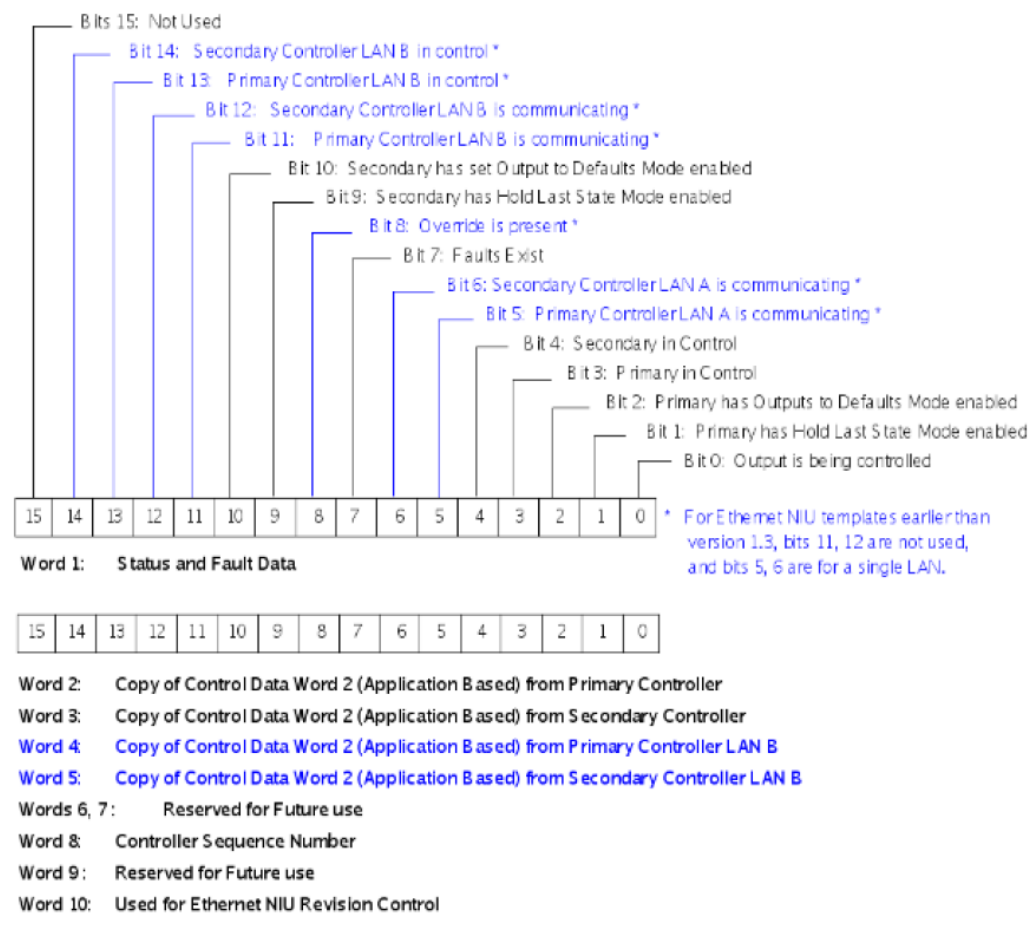 Bits 15: Not Used
Bit 14: Secondary Controller LAN B in control *
Bit 13: Primary Controller LAN B in control *
Bit 12: Secondary Controller LAN B is communicating *
Bit 11: Primary Controller LAN B is communicating *
Bit 10: Secondary has set Output to Defaults Mode enabled
Bit 9: Secondary has Hold Last State Mode enabled
Bit 8: Override is present *
Bit 7: Faults Exist
Bit 6: Secondary Controller LAN A is communicating *
Bit 5: Primary Controller LAN A is communicating *
Bit 4: Secondary in Control
Bit 3: Primary in Control
Bit 2: Primary has Outputs to Defaults Mode enabled
Bit 1: Primary has Hold Last State Mode enabled
Bit 0: Output is being controlled
15 14 13 12 11 10 9 8 7 6 5 4 3 2 1 0
* For Ethernet NIU templates earlier than
version 1.3, bits 11, 12 are not used,
and bits 5, 6 are for a single LAN.
Word 1: Status and Fault Data
15 14 13 12 11 10 9 8 7 6 5 4 3 2 1 0
Word 2: Copy of Control Data Word 2 (Application Based) from Primary Controller
Word 3: Copy of Control Data Word 2 (Application Based) from Secondary Controller
Word 4: Copy of Control Data Word 2 (Application Based) from Primary Controller LAN B
Word 5: Copy of Control Data Word 2 (Application Based) from Secondary Controller LAN B
Words 6, 7: Reserved for Future use
Word 8: Controller Sequence Number
Word 9: Reserved for Future use
Word 10: Used for Ethernet NIU Revision Control